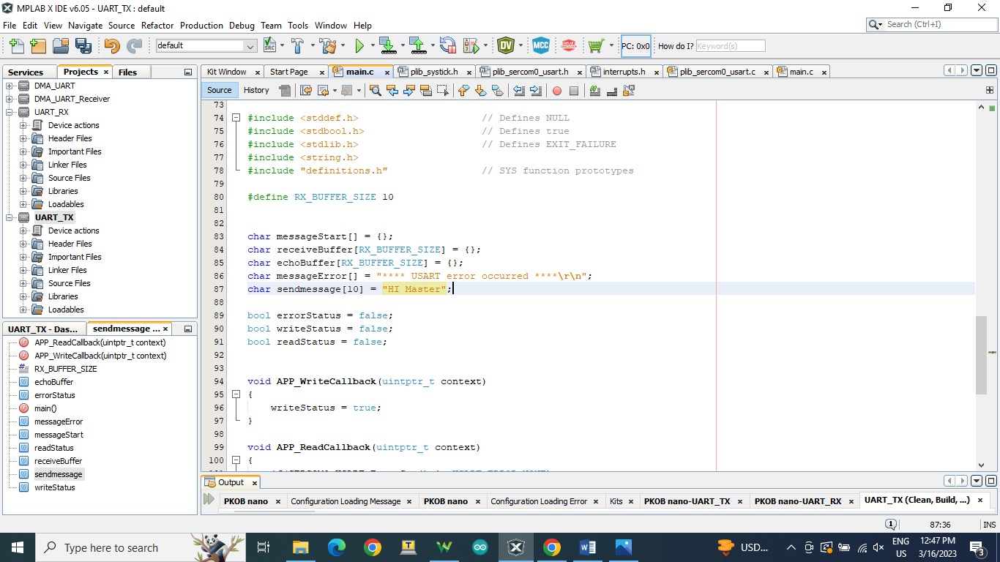 MPLAB X IDE v6.05 - UART_TX : default
File Edit View Navigate Source Refactor Production Debug Team Tools Window Help
Search (Ctrl+I)
default
SRC
DV
MCC
PC: 0x0
How do I?
Keyword(s)
Services
Projects
Files
DMA_UART
DMA_UART_Receiver
UART_RX
Device actions
Header Files
Important Files
Linker Files
Source Files
Libraries
Loadables
UART_TX
Device actions
Header Files
Important Files
Linker Files
Source Files
Libraries
Loadables
UART_TX - Das...
sendmessage ...
APP_ReadCallback(uintptr_t context)
APP_WriteCallback(uintptr_t context)
RX_BUFFER_SIZE
echoBuffer
errorStatus
main()
messageError
messageStart
readStatus
receiveBuffer
sendmessage
writeStatus
Kit Window
Start Page
main.c
plib_systick.h
plib_sercom0_usart.h
interrupts.h
plib_sercom0_usart.c
main.c
Source
History
73
74 #include <stddef.h> // Defines NULL
75 #include <stdbool.h> // Defines true
76 #include <stdlib.h> // Defines EXIT_FAILURE
77 #include <string.h>
78 #include "definitions.h" // SYS function prototypes
79
80 #define RX_BUFFER_SIZE 10
81
82
83 char messageStart[] = {};
84 char receiveBuffer[RX_BUFFER_SIZE] = {};
85 char echoBuffer[RX_BUFFER_SIZE] = {};
86 char messageError[] = "**** USART error occurred ****\r\n";
87 char sendmessage[10] = "HI Master";
88
89 bool errorStatus = false;
90 bool writeStatus = false;
91 bool readStatus = false;
92
93
94 void APP_WriteCallback(uintptr_t context)
95 {
96 writeStatus = true;
97 }
98
99 void APP_ReadCallback(uintptr_t context)
100 {
Output
PKOB nano
Configuration Loading Message
PKOB nano
Configuration Loading Error
Kits
PKOB nano-UART_TX
PKOB nano-UART_RX
UART_TX (Clean, Build, ...)
1
87:36
INS
Type here to search
USD...
ENG
US
12:47 PM
3/16/2023
3